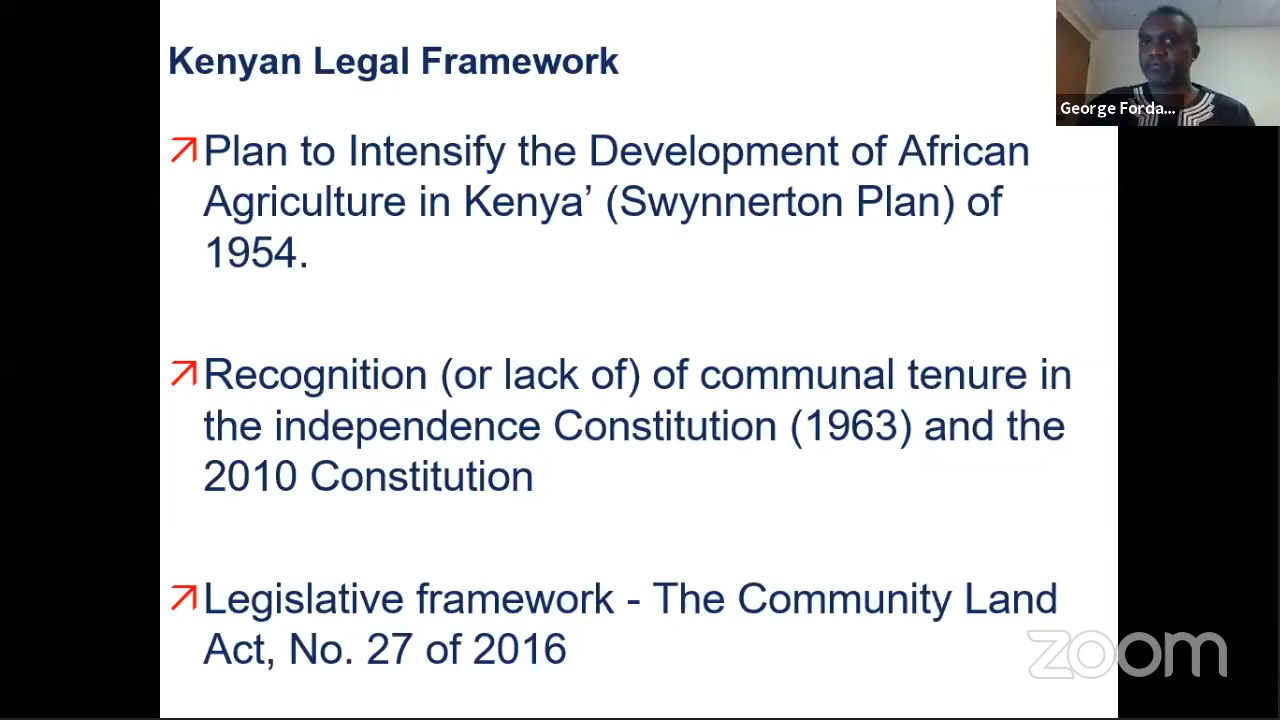 Kenyan Legal Framework
George Forda...
Plan to Intensify the Development of African
Agriculture in Kenya’ (Swynnerton Plan) of
1954.
Recognition (or lack of) of communal tenure in
the independence Constitution (1963) and the
2010 Constitution
Legislative framework - The Community Land
Act, No. 27 of 2016
zoom